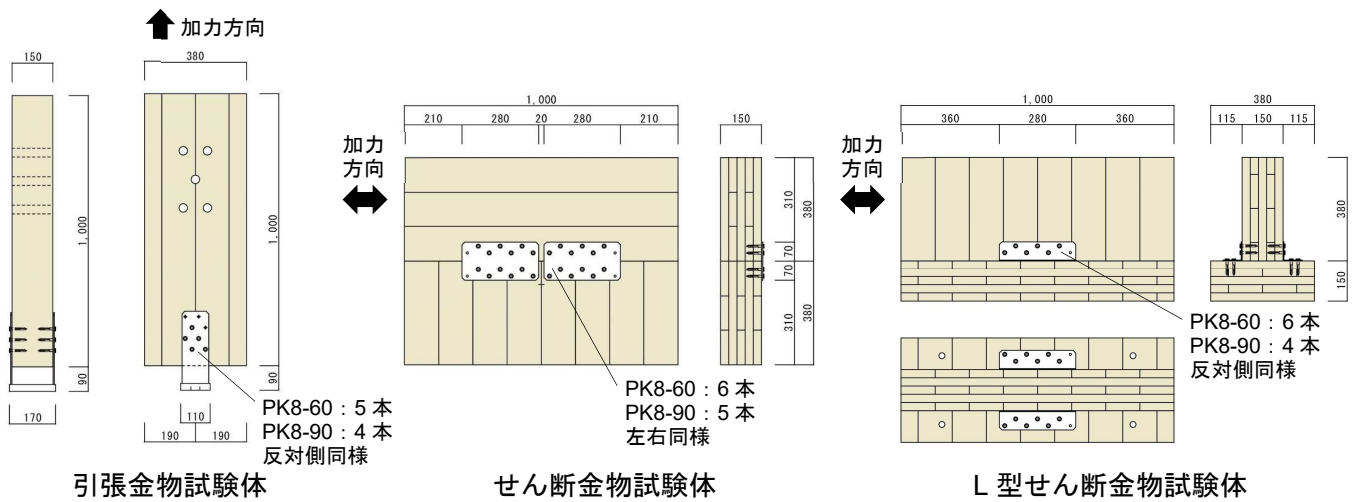 加力方向
150
380
1,000
1,000
90
90
170
110
190
190
PK8-60：5 本
PK8-90：4 本
反対側同様
引張金物試験体
加力
方向
1,000
210
280
20
280
210
150
310
70
70
310
380
380
PK8-60：6 本
PK8-90：5 本
左右同様
せん断金物試験体
加力
方向
1,000
360
280
360
380
115
150
115
380
150
PK8-60：6 本
PK8-90：4 本
反対側同様
L 型せん断金物試験体